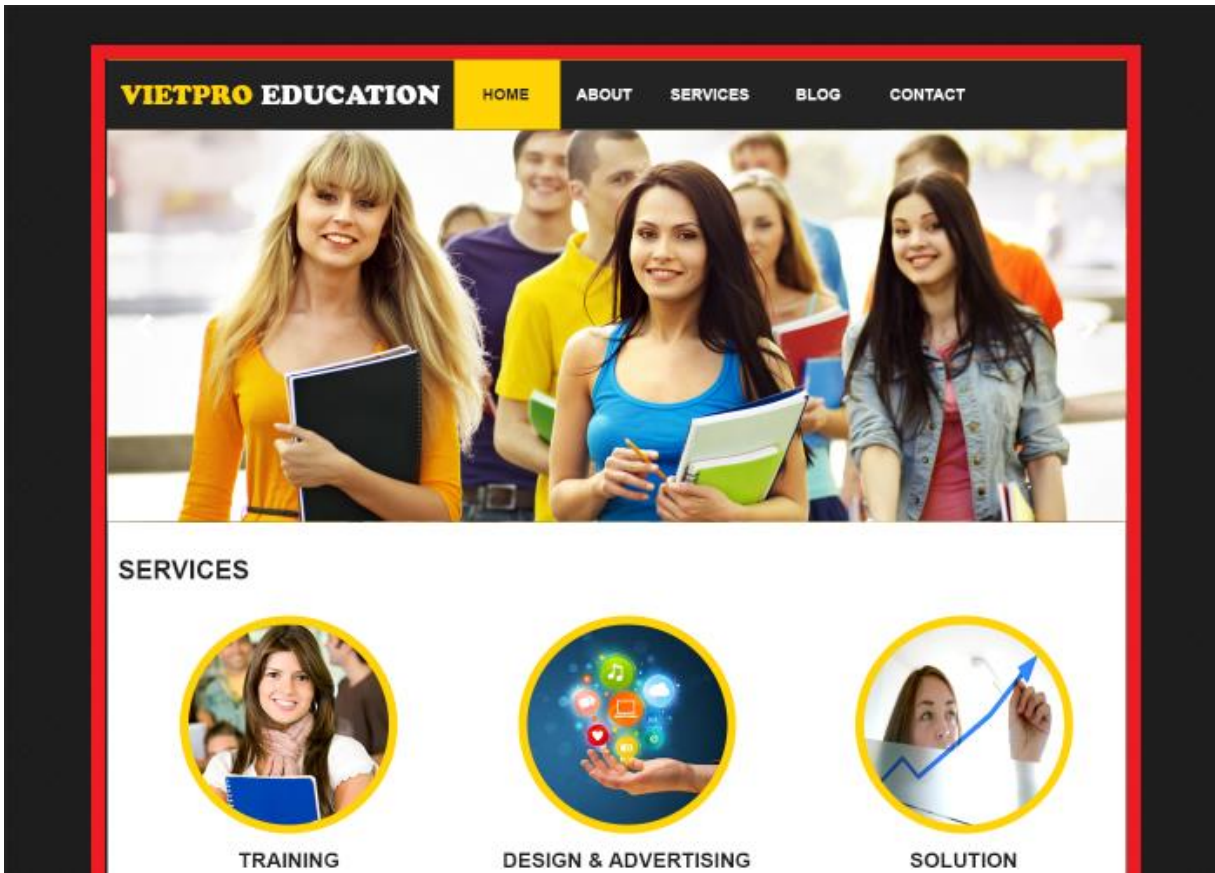 VIETPRO EDUCATION HOME ABOUT SERVICES BLOG CONTACT
SERVICES
TRAINING DESIGN & ADVERTISING SOLUTION